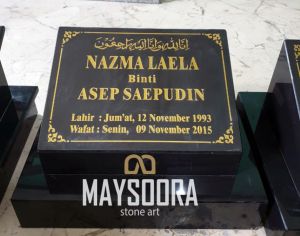 إنا لله وإنا إليه راجعون
NAZMA LAELA
Binti
ASEP SAEPUDIN
Lahir : Jum'at, 12 November 1993
Wafat : Senin, 09 November 2015
MAYSOORA
stone art